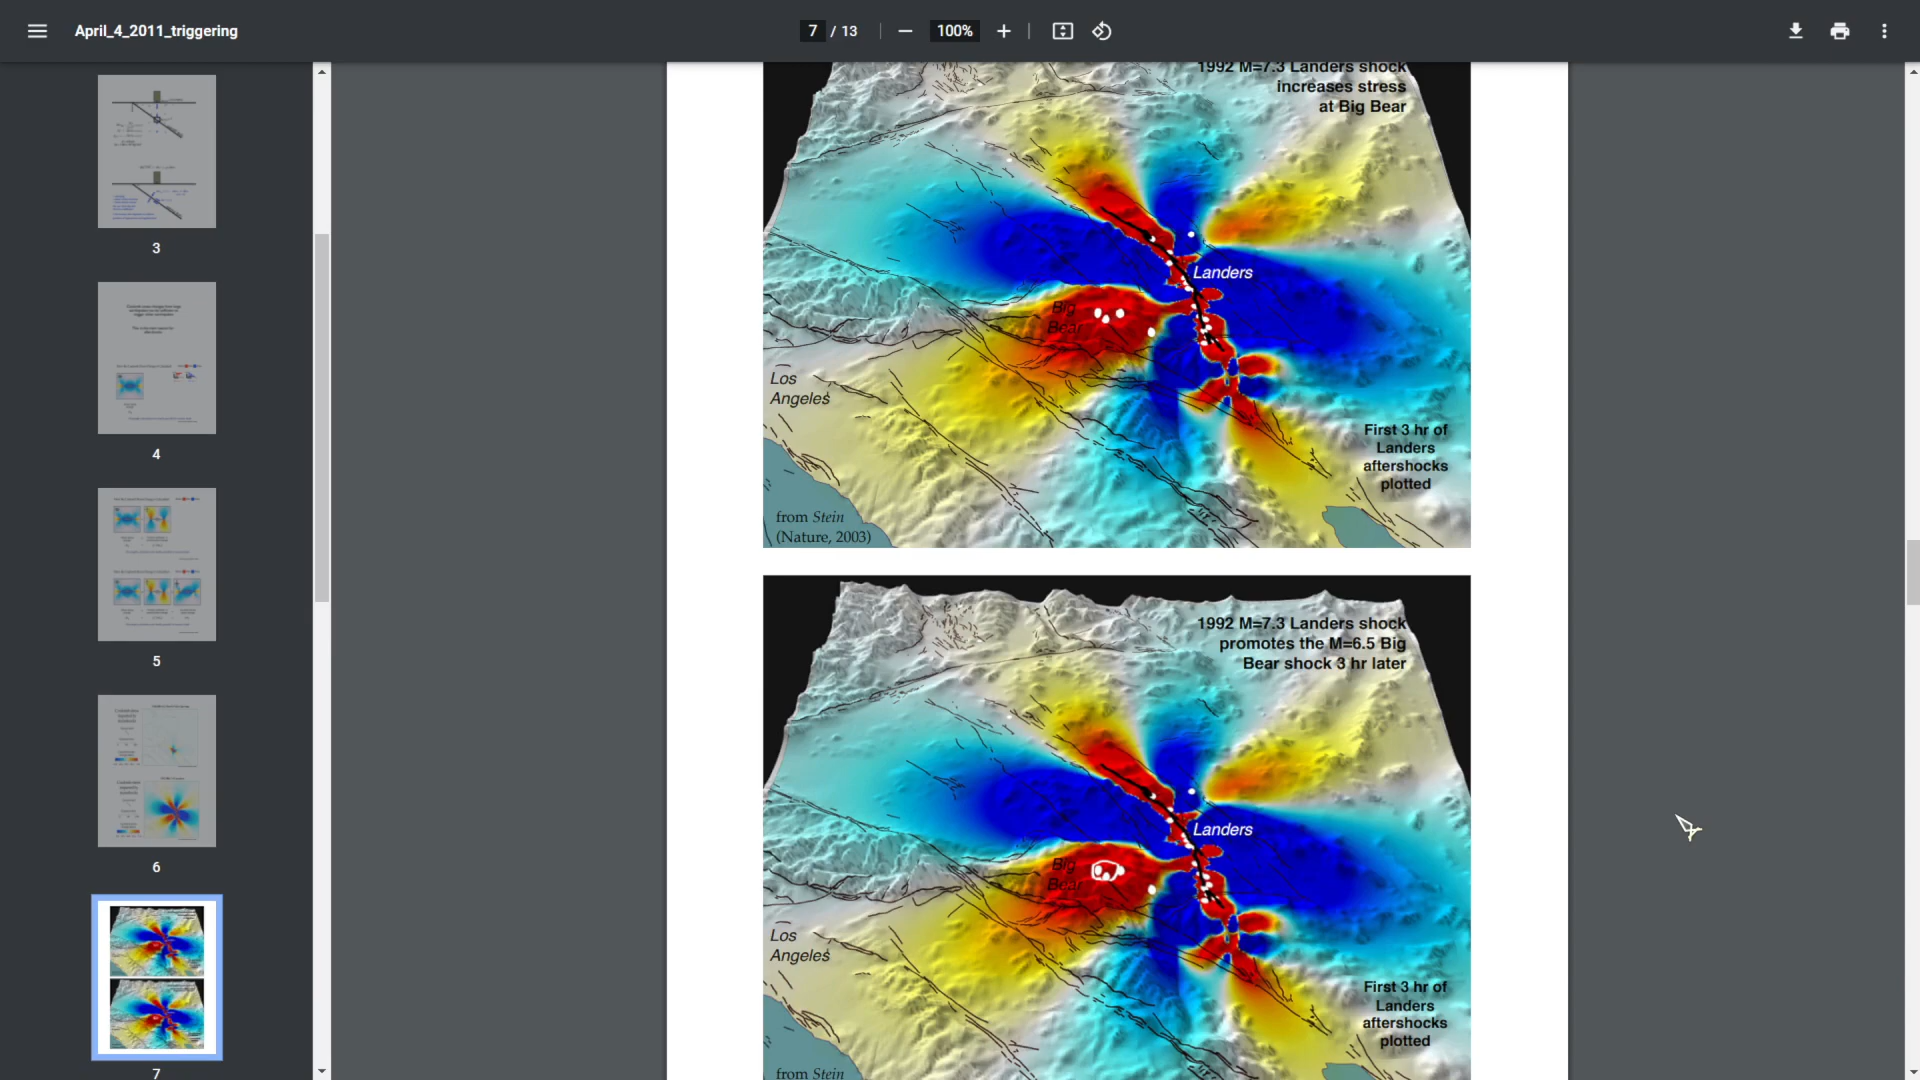 April_4_2011_triggering
7 / 13
100%
3
4
5
6
7
1992 M=7.3 Landers shock
increases stress
at Big Bear
Landers
Big
Bear
Los
Angeles
First 3 hr of
Landers
aftershocks
plotted
from Stein
(Nature, 2003)
1992 M=7.3 Landers shock
promotes the M=6.5 Big
Bear shock 3 hr later
Landers
Big
Bear
Los
Angeles
First 3 hr of
Landers
aftershocks
plotted
from Stein